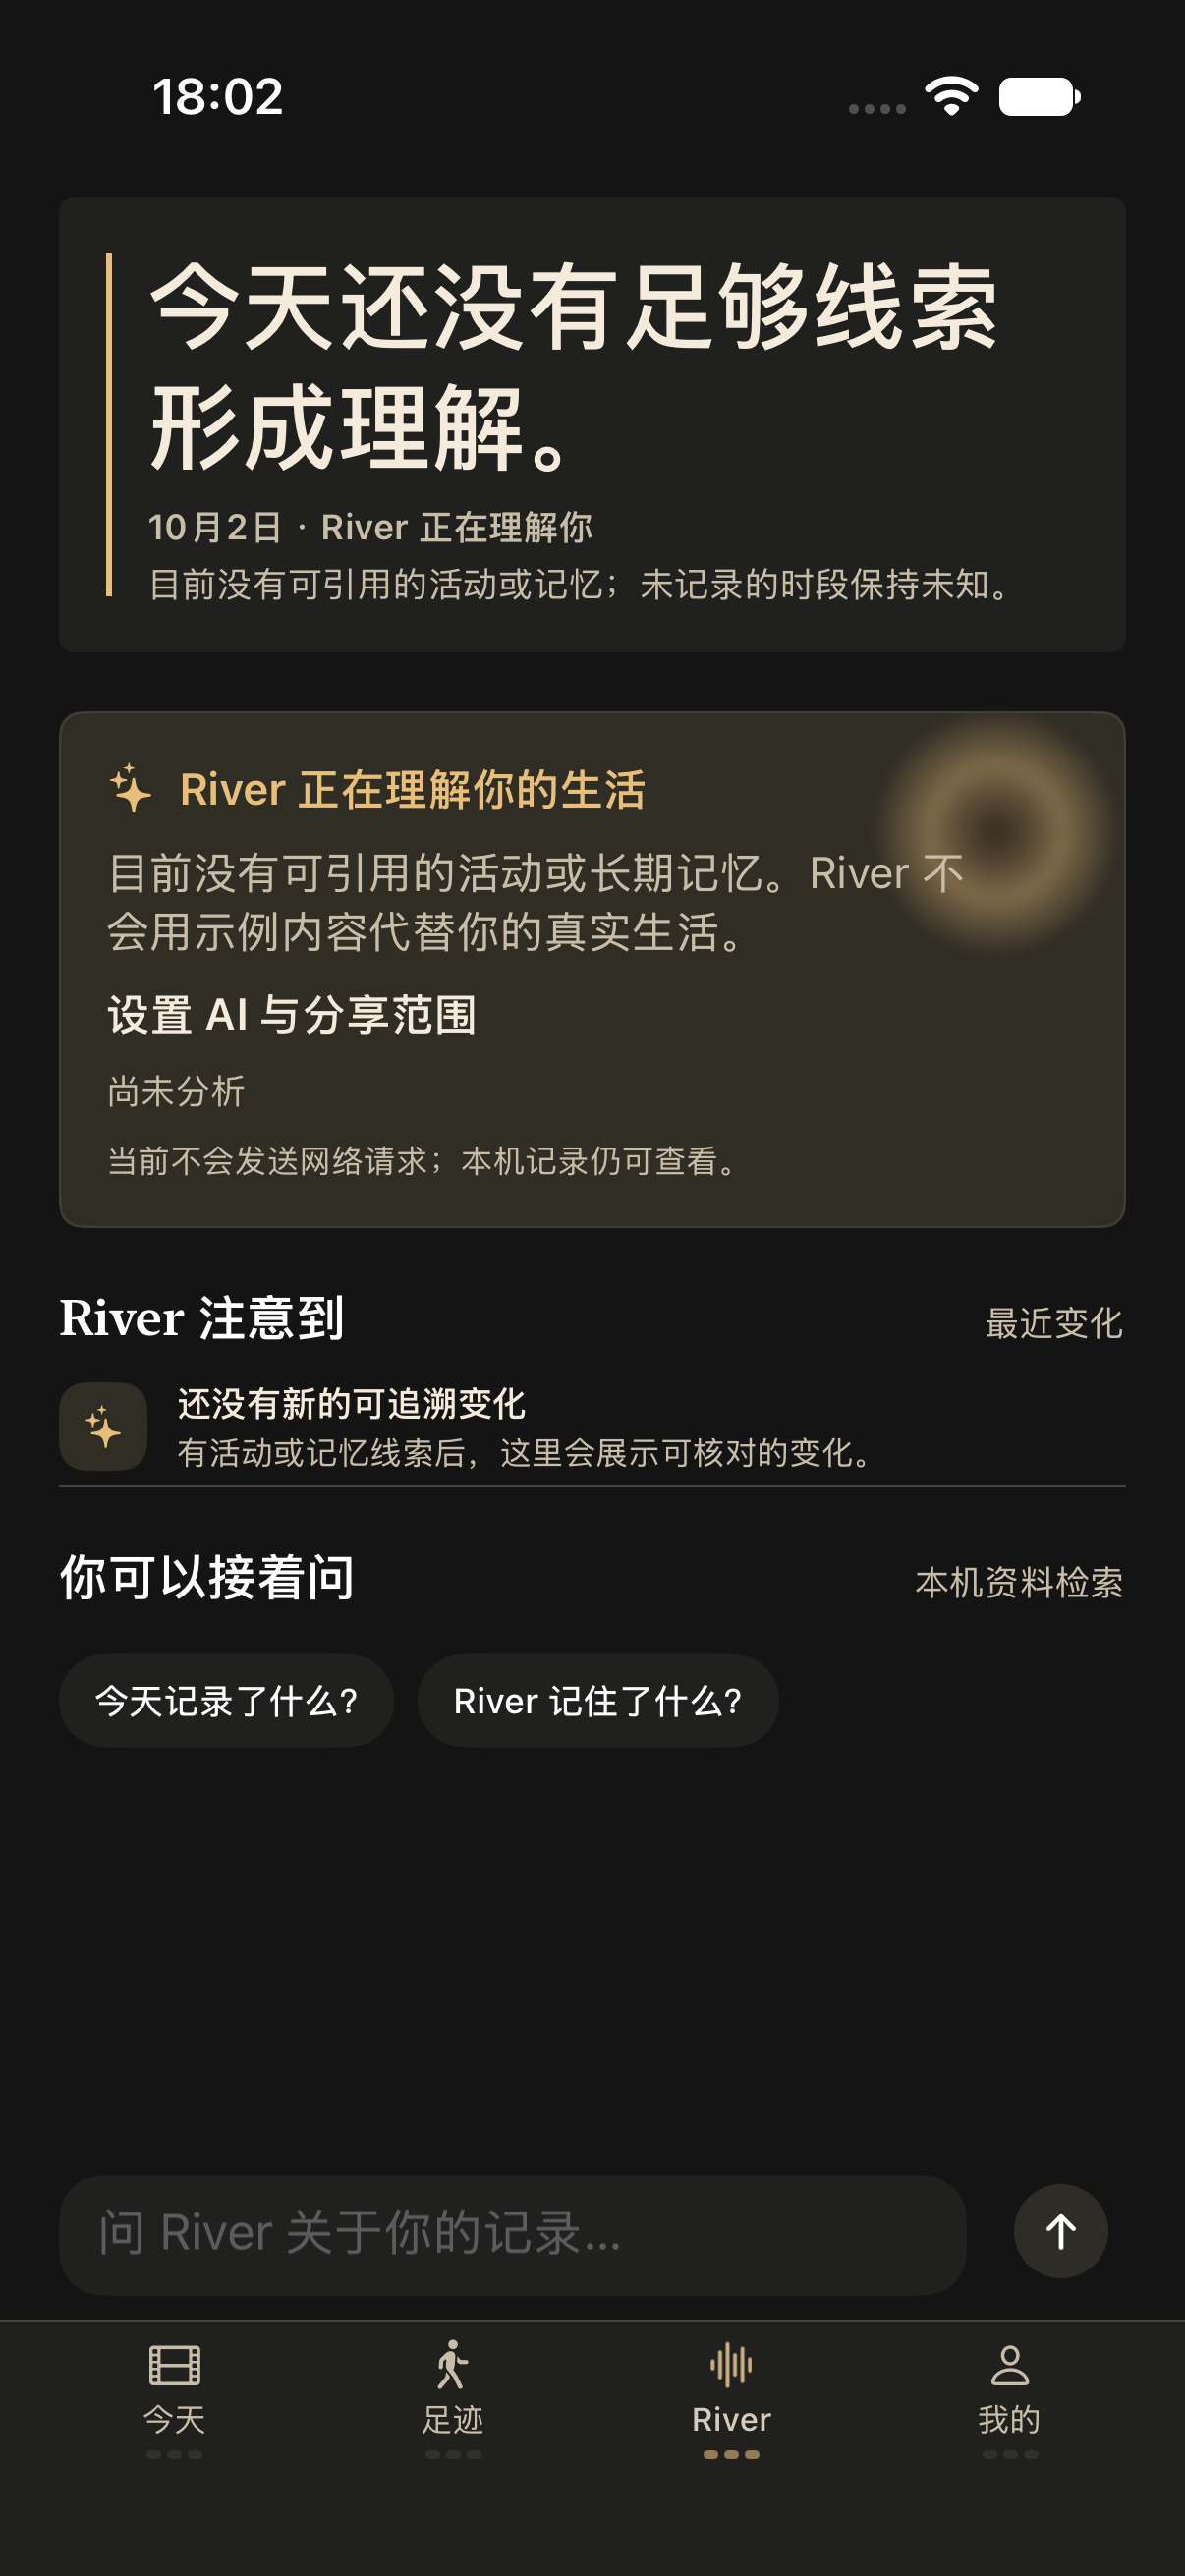 18:02
今天还没有足够线索
形成理解。
10月2日 · River 正在理解你
目前没有可引用的活动或记忆；未记录的时段保持未知。
River 正在理解你的生活
目前没有可引用的活动或长期记忆。River 不
会用示例内容代替你的真实生活。
设置 AI 与分享范围
尚未分析
当前不会发送网络请求；本机记录仍可查看。
River 注意到
最近变化
还没有新的可追溯变化
有活动或记忆线索后，这里会展示可核对的变化。
你可以接着问
本机资料检索
今天记录了什么?
River 记住了什么?
问 River 关于你的记录...
今天
足迹
River
我的